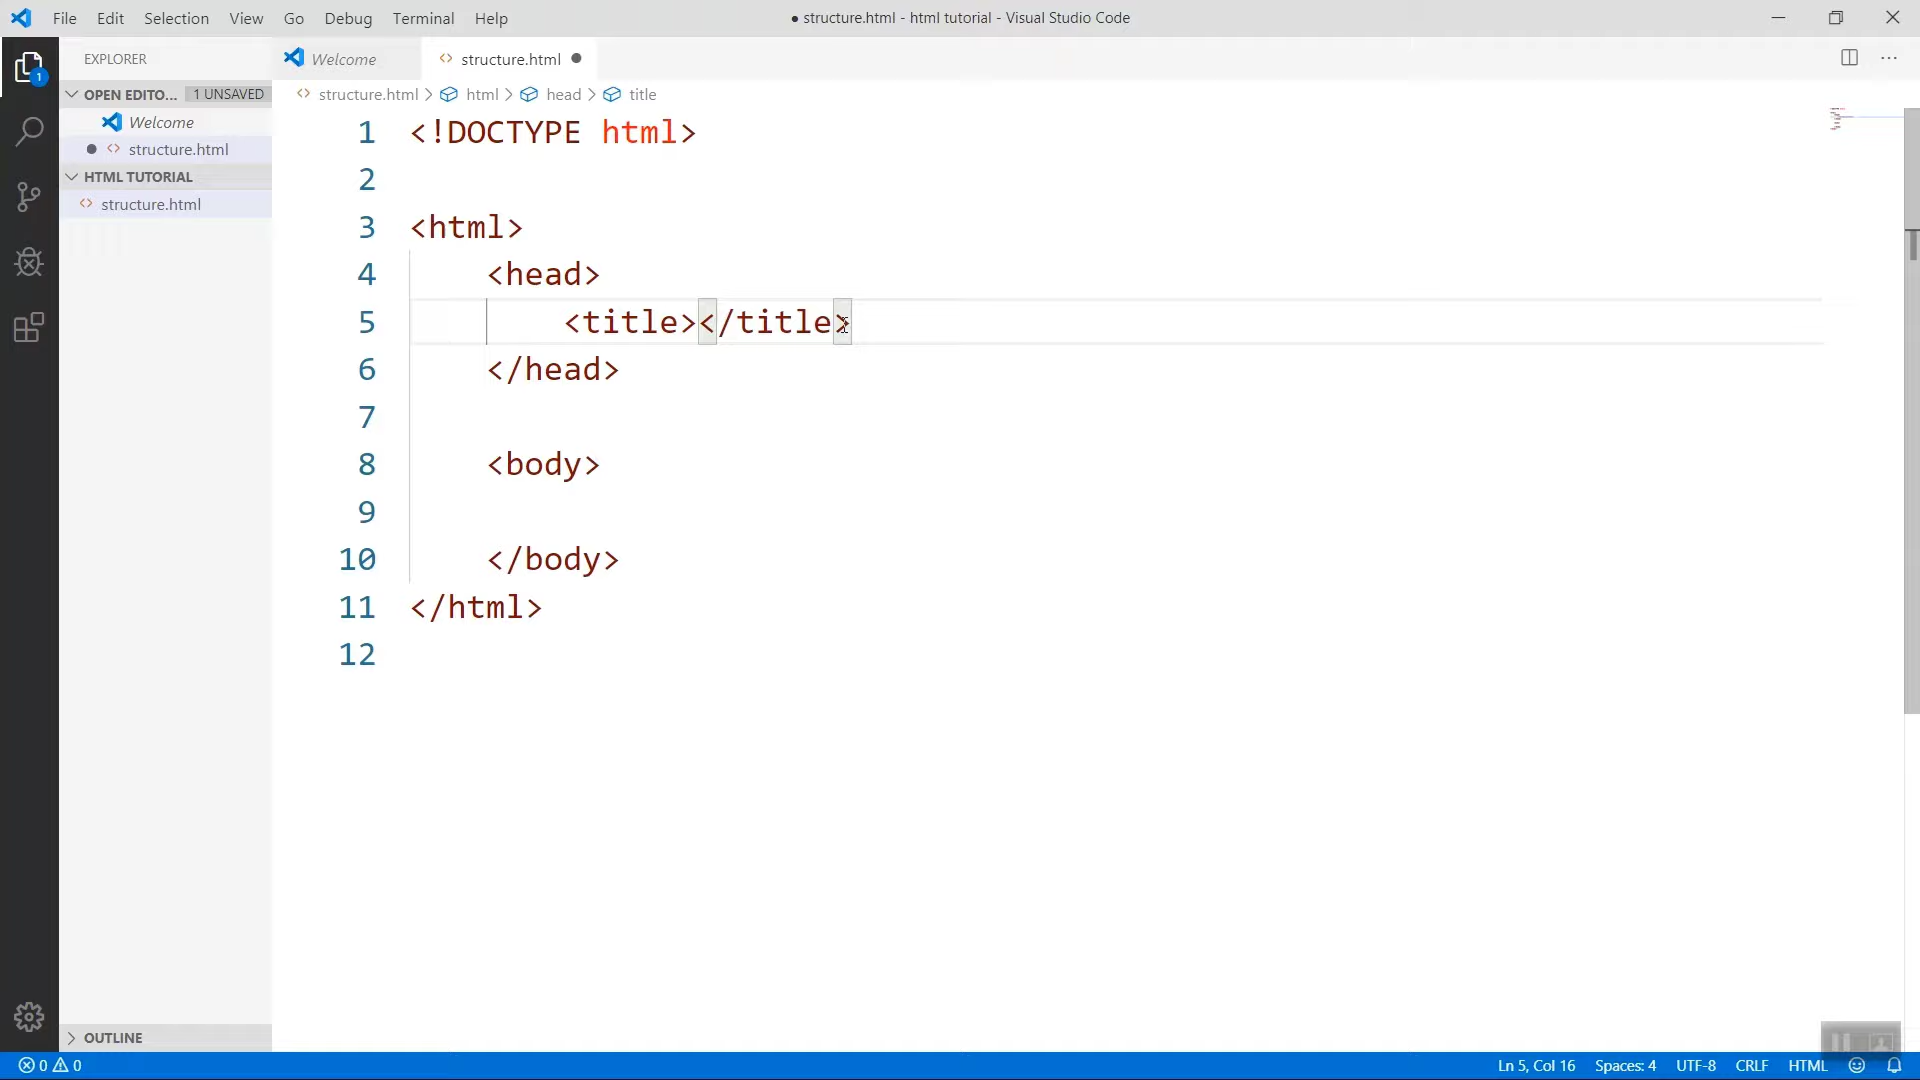 File Edit Selection View Go Debug Terminal Help
● structure.html - html tutorial - Visual Studio Code
EXPLORER
Welcome
structure.html
OPEN EDITO... 1 UNSAVED
structure.html > html > head > title
Welcome
structure.html
HTML TUTORIAL
structure.html
1 <!DOCTYPE html>
2
3 <html>
4 <head>
5 <title></title>
6 </head>
7
8 <body>
9
10 </body>
11 </html>
12
1
OUTLINE
0 0
Ln 5, Col 16 Spaces: 4 UTF-8 CRLF HTML